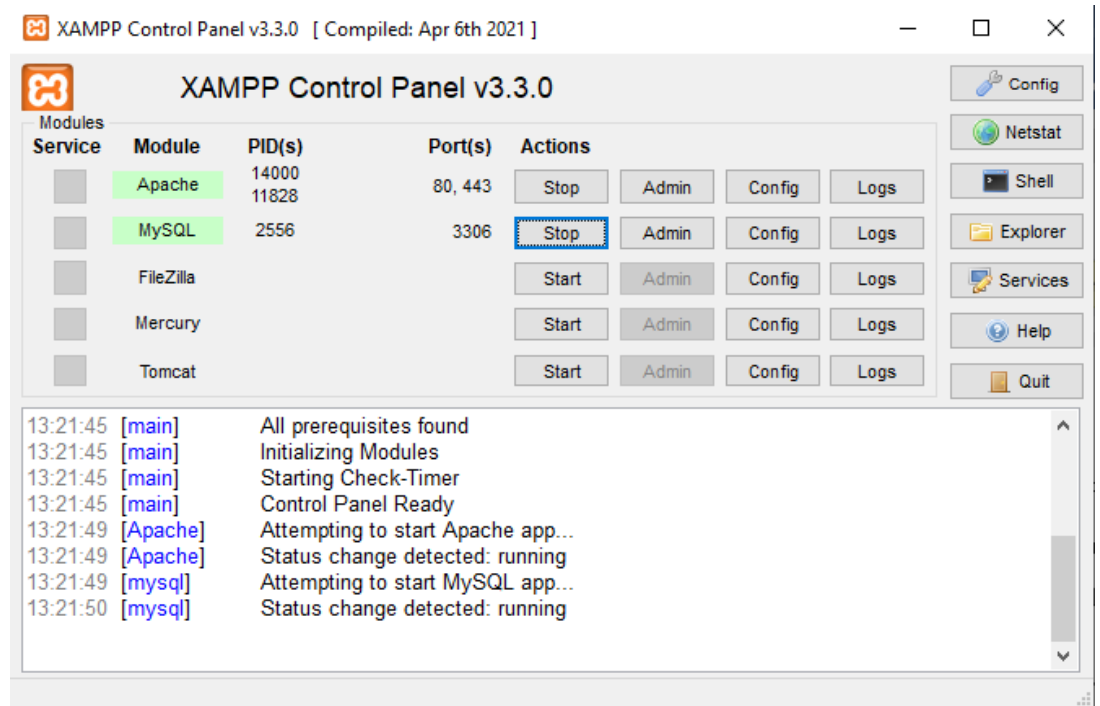 XAMPP Control Panel v3.3.0 [ Compiled: Apr 6th 2021 ]
XAMPP Control Panel v3.3.0
Config
Modules
Service Module PID(s) Port(s) Actions
Netstat
Apache 14000 11828 80, 443 Stop Admin Config Logs
Shell
MySQL 2556 3306 Stop Admin Config Logs
Explorer
FileZilla Start Admin Config Logs
Services
Mercury Start Admin Config Logs
Help
Tomcat Start Admin Config Logs
Quit
13:21:45 [main] All prerequisites found
13:21:45 [main] Initializing Modules
13:21:45 [main] Starting Check-Timer
13:21:45 [main] Control Panel Ready
13:21:49 [Apache] Attempting to start Apache app...
13:21:49 [Apache] Status change detected: running
13:21:49 [mysql] Attempting to start MySQL app...
13:21:50 [mysql] Status change detected: running